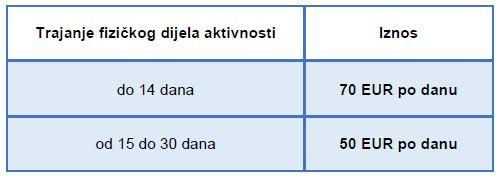 Trajanje fizičkog dijela aktivnosti
Iznos
do 14 dana
70 EUR po danu
od 15 do 30 dana
50 EUR po danu